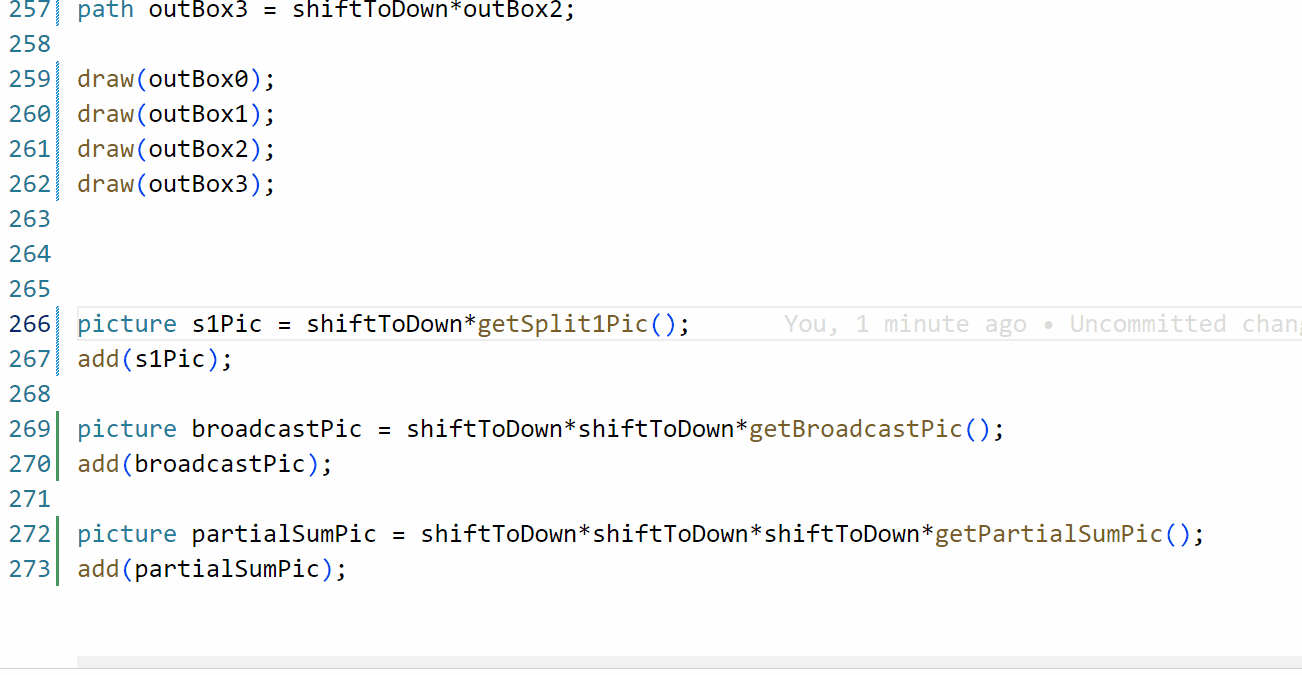 257 path outBox3 = shiftToDown*outBox2;
258
259 draw(outBox0);
260 draw(outBox1);
261 draw(outBox2);
262 draw(outBox3);
263
264
265
266 picture s1Pic = shiftToDown*getSplit1Pic(); You, 1 minute ago • Uncommitted chang
267 add(s1Pic);
268
269 picture broadcastPic = shiftToDown*shiftToDown*getBroadcastPic();
270 add(broadcastPic);
271
272 picture partialSumPic = shiftToDown*shiftToDown*shiftToDown*getPartialSumPic();
273 add(partialSumPic);